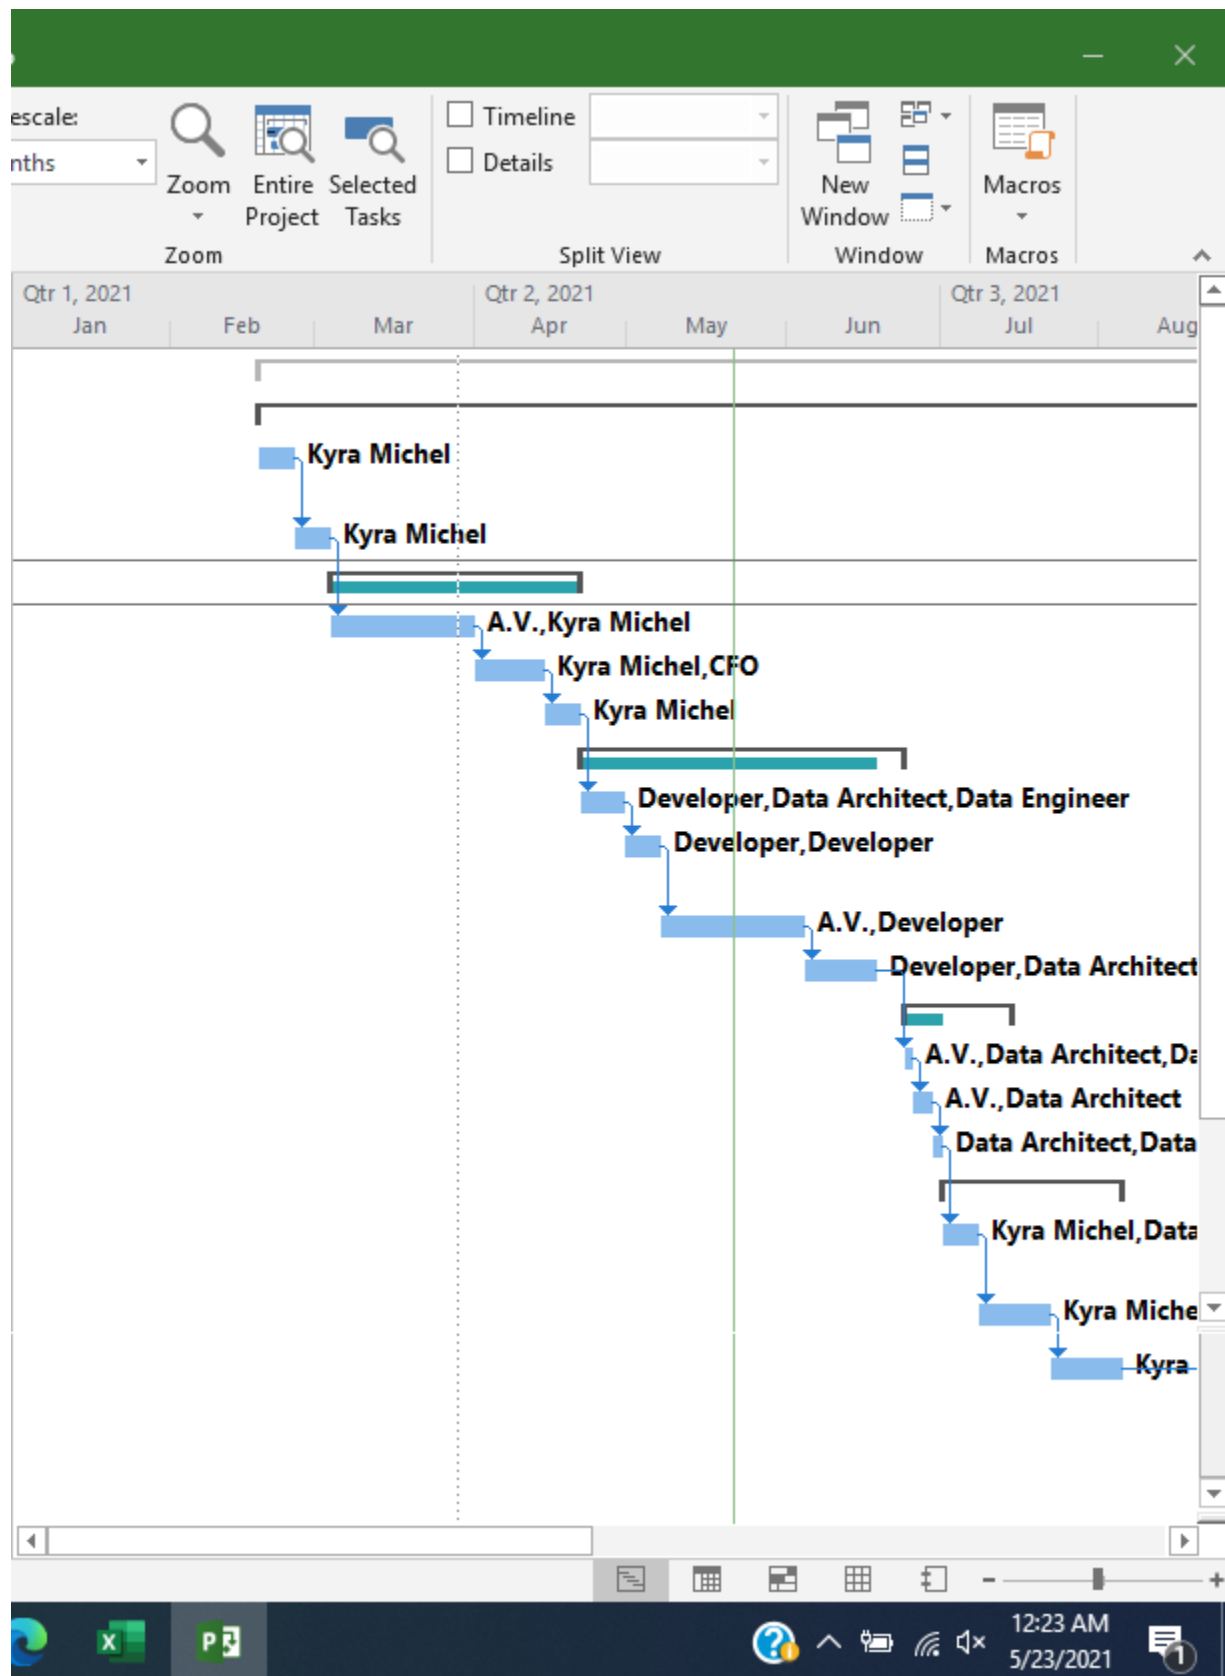 escale:
nths
Zoom
Entire Project
Selected Tasks
Zoom
Timeline
Details
Split View
New Window
Window
Macros
Macros
Qtr 1, 2021
Qtr 2, 2021
Qtr 3, 2021
Jan Feb Mar Apr May Jun Jul Aug
Kyra Michel
Kyra Michel
A.V.,Kyra Michel
Kyra Michel,CFO
Kyra Michel
Developer,Data Architect,Data Engineer
Developer,Developer
A.V.,Developer
Developer,Data Architect
A.V.,Data Architect,Da
A.V.,Data Architect
Data Architect,Data
Kyra Michel,Data
Kyra Miche
Kyra
12:23 AM
5/23/2021
1